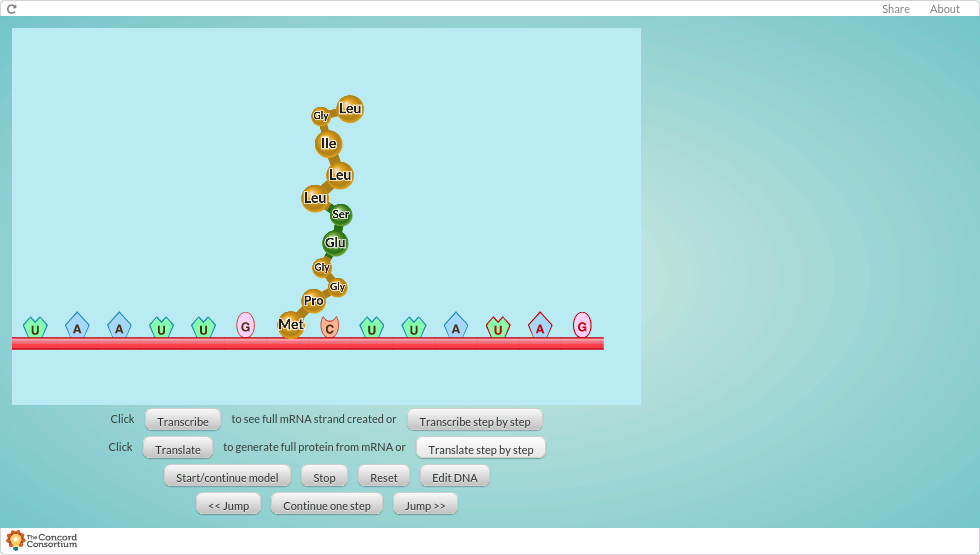 Share About
Gly Leu
Ile
Leu
Leu
Ser
Glu
Gly
Gly
Pro
Met
U A A U U G C U U A U A G
Click Transcribe to see full mRNA strand created or Transcribe step by step
Click Translate to generate full protein from mRNA or Translate step by step
Start/continue model Stop Reset Edit DNA
<< Jump Continue one step Jump >>
The Concord
Consortium